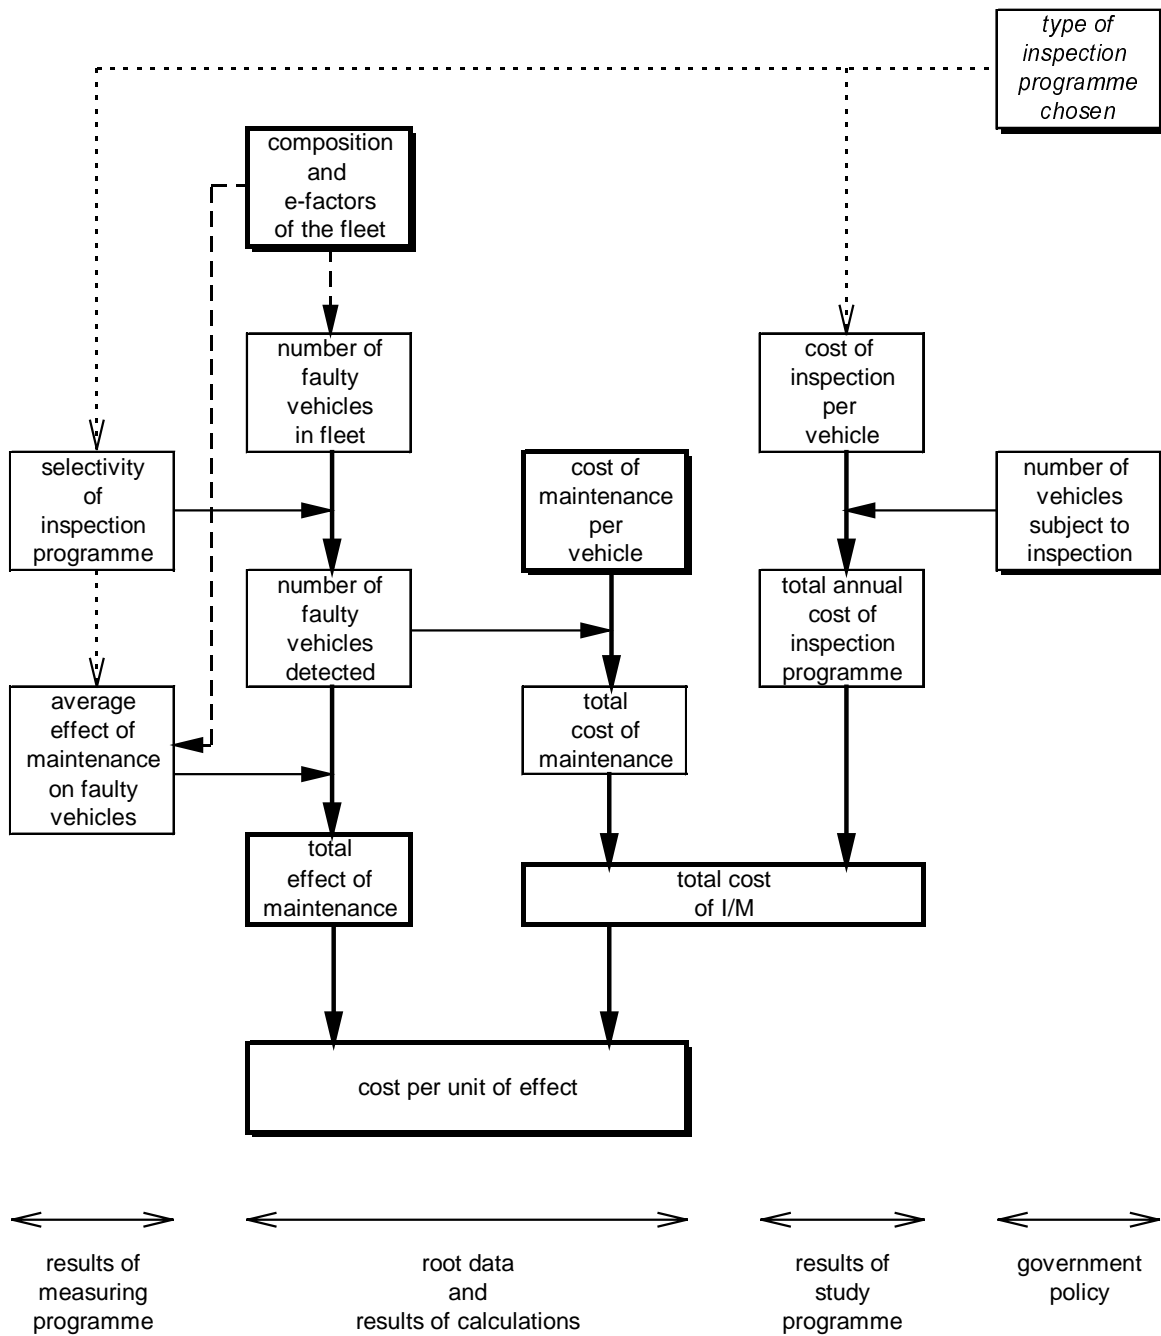 type of
inspection
programme
chosen
composition
and
e-factors
of the fleet
number of
faulty
vehicles
in fleet
cost of
inspection
per
vehicle
selectivity
of
inspection
programme
cost of
maintenance
per
vehicle
number of
vehicles
subject to
inspection
number of
faulty
vehicles
detected
total annual
cost of
inspection
programme
average
effect of
maintenance
on faulty
vehicles
total
cost of
maintenance
total
effect of
maintenance
total cost
of I/M
cost per unit of effect
results of
measuring
programme
root data
and
results of calculations
results of
study
programme
government
policy